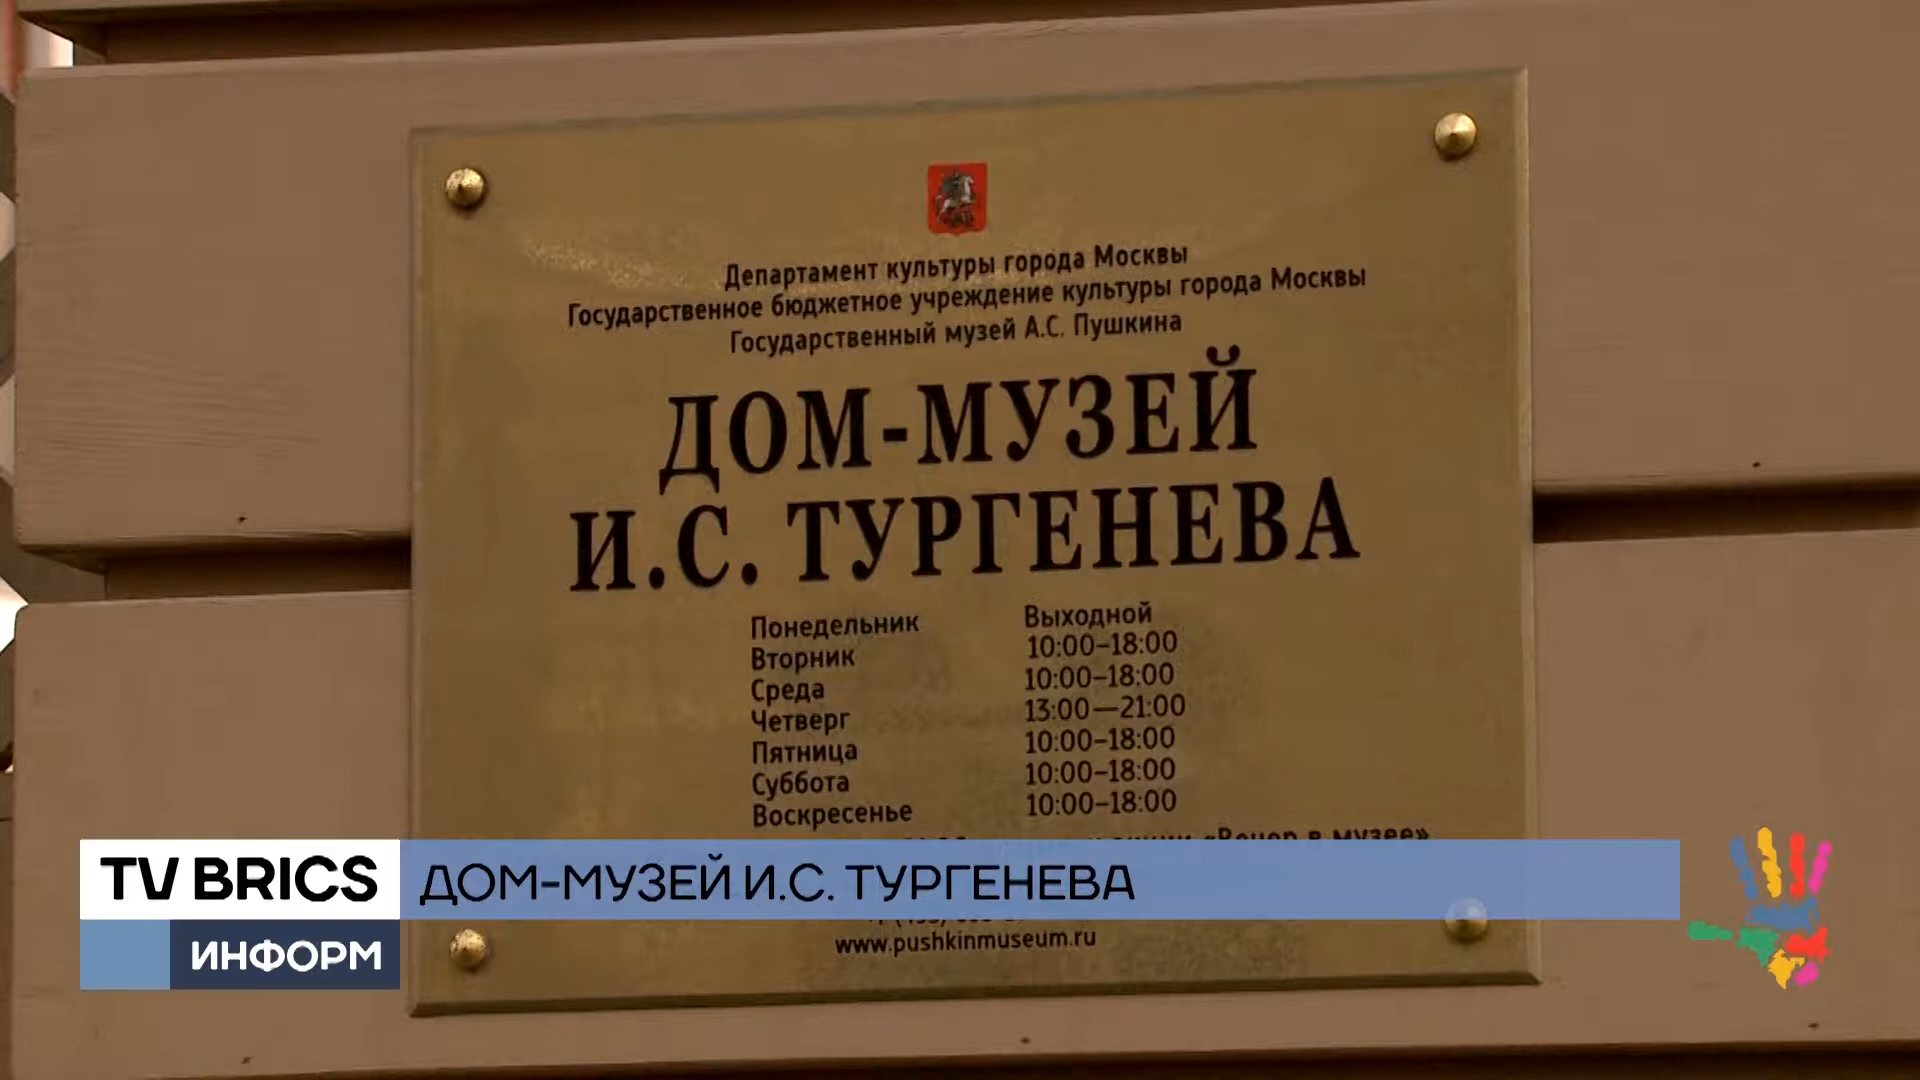 Департамент культуры города Москвы
Государственное бюджетное учреждение культуры города Москвы
Государственный музей А.С. Пушкина
ДОМ-МУЗЕЙ
И.С. ТУРГЕНЕВА
Понедельник Выходной
Вторник 10:00–18:00
Среда 10:00–18:00
Четверг 13:00—21:00
Пятница 10:00–18:00
Суббота 10:00–18:00
Воскресенье 10:00–18:00
«Вечер в музее»
TV BRICS ДОМ-МУЗЕЙ И.С. ТУРГЕНЕВА
ИНФОРМ
www.pushkinmuseum.ru